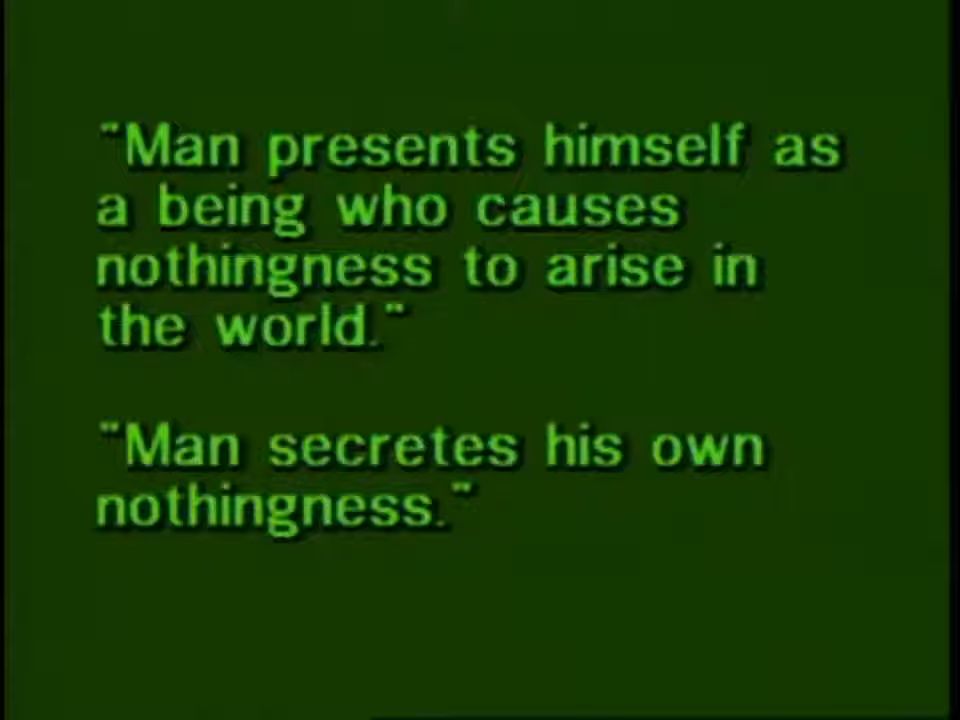 "Man presents himself as
a being who causes
nothingness to arise in
the world."
"Man secretes his own
nothingness."